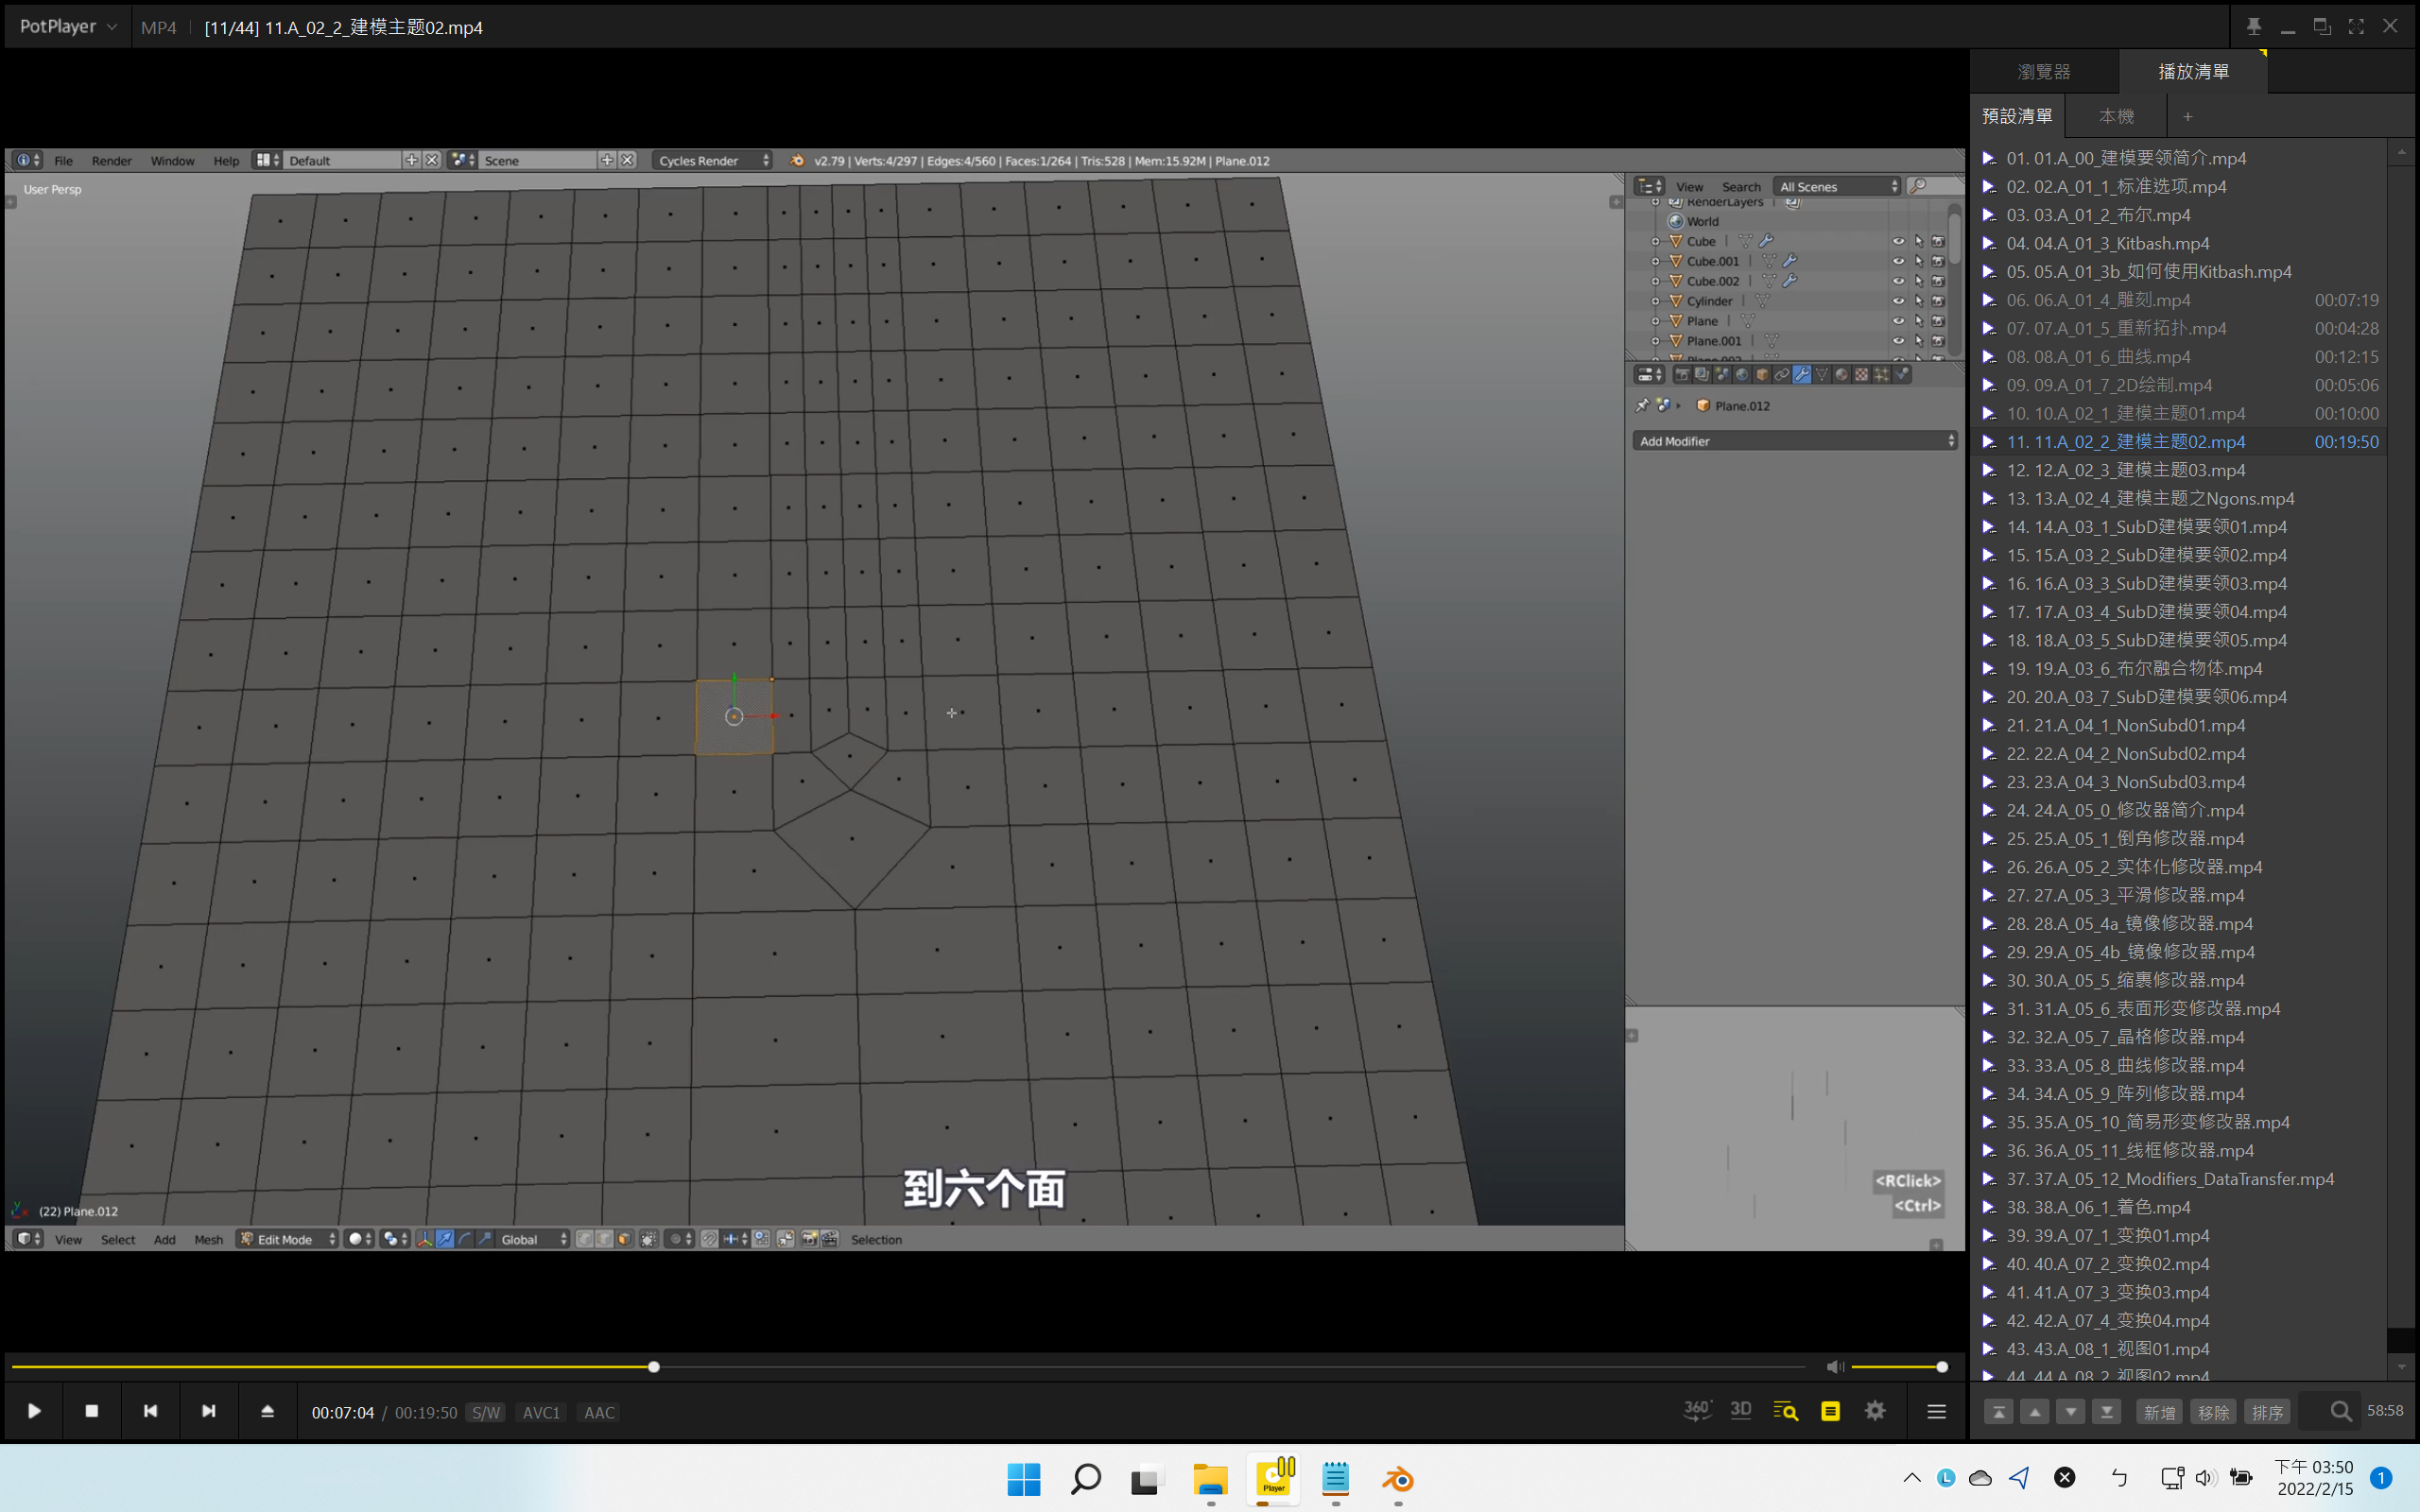 PotPlayer
MP4
[11/44] 11.A_02_2_建模主题02.mp4
瀏覽器
播放清單
預設清單
本機
+
File Render Window Help
Default
Scene
Cycles Render
v2.79 | Verts:4/297 | Edges:4/560 | Faces:1/264 | Tris:528 | Mem:15.92M | Plane.012
User Persp
View Search All Scenes
RenderLayers
World
Cube
Cube.001
Cube.002
Cylinder
Plane
Plane.001
Plane.002
Plane.012
Add Modifier
到六个面
<RClick>
<Ctrl>
(22) Plane.012
View Select Add Mesh Edit Mode Global Selection
01. 01.A_00_建模要领简介.mp4
02. 02.A_01_1_标准选项.mp4
03. 03.A_01_2_布尔.mp4
04. 04.A_01_3_Kitbash.mp4
05. 05.A_01_3b_如何使用Kitbash.mp4
06. 06.A_01_4_雕刻.mp4 00:07:19
07. 07.A_01_5_重新拓扑.mp4 00:04:28
08. 08.A_01_6_曲线.mp4 00:12:15
09. 09.A_01_7_2D绘制.mp4 00:05:06
10. 10.A_02_1_建模主题01.mp4 00:10:00
11. 11.A_02_2_建模主题02.mp4 00:19:50
12. 12.A_02_3_建模主题03.mp4
13. 13.A_02_4_建模主题之Ngons.mp4
14. 14.A_03_1_SubD建模要领01.mp4
15. 15.A_03_2_SubD建模要领02.mp4
16. 16.A_03_3_SubD建模要领03.mp4
17. 17.A_03_4_SubD建模要领04.mp4
18. 18.A_03_5_SubD建模要领05.mp4
19. 19.A_03_6_布尔融合物体.mp4
20. 20.A_03_7_SubD建模要领06.mp4
21. 21.A_04_1_NonSubd01.mp4
22. 22.A_04_2_NonSubd02.mp4
23. 23.A_04_3_NonSubd03.mp4
24. 24.A_05_0_修改器简介.mp4
25. 25.A_05_1_倒角修改器.mp4
26. 26.A_05_2_实体化修改器.mp4
27. 27.A_05_3_平滑修改器.mp4
28. 28.A_05_4a_镜像修改器.mp4
29. 29.A_05_4b_镜像修改器.mp4
30. 30.A_05_5_缩裹修改器.mp4
31. 31.A_05_6_表面形变修改器.mp4
32. 32.A_05_7_晶格修改器.mp4
33. 33.A_05_8_曲线修改器.mp4
34. 34.A_05_9_阵列修改器.mp4
35. 35.A_05_10_简易形变修改器.mp4
36. 36.A_05_11_线框修改器.mp4
37. 37.A_05_12_Modifiers_DataTransfer.mp4
38. 38.A_06_1_着色.mp4
39. 39.A_07_1_变换01.mp4
40. 40.A_07_2_变换02.mp4
41. 41.A_07_3_变换03.mp4
42. 42.A_07_4_变换04.mp4
43. 43.A_08_1_视图01.mp4
44. 44.A_08_2_视图02.mp4
00:07:04 / 00:19:50 S/W AVC1 AAC
360° 3D
新增 移除 排序 58:58
Player
ㄅ
下午 03:50
2022/2/15
1